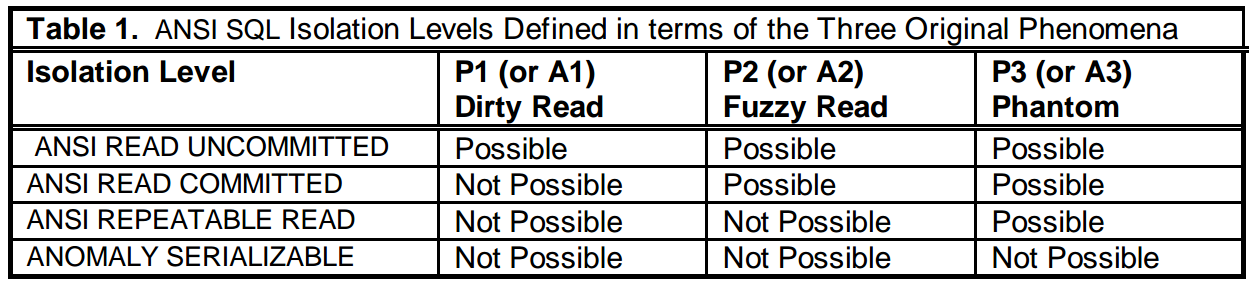 Table 1. ANSI SQL Isolation Levels Defined in terms of the Three Original Phenomena
Isolation Level P1 (or A1) Dirty Read P2 (or A2) Fuzzy Read P3 (or A3) Phantom
ANSI READ UNCOMMITTED Possible Possible Possible
ANSI READ COMMITTED Not Possible Possible Possible
ANSI REPEATABLE READ Not Possible Not Possible Possible
ANOMALY SERIALIZABLE Not Possible Not Possible Not Possible